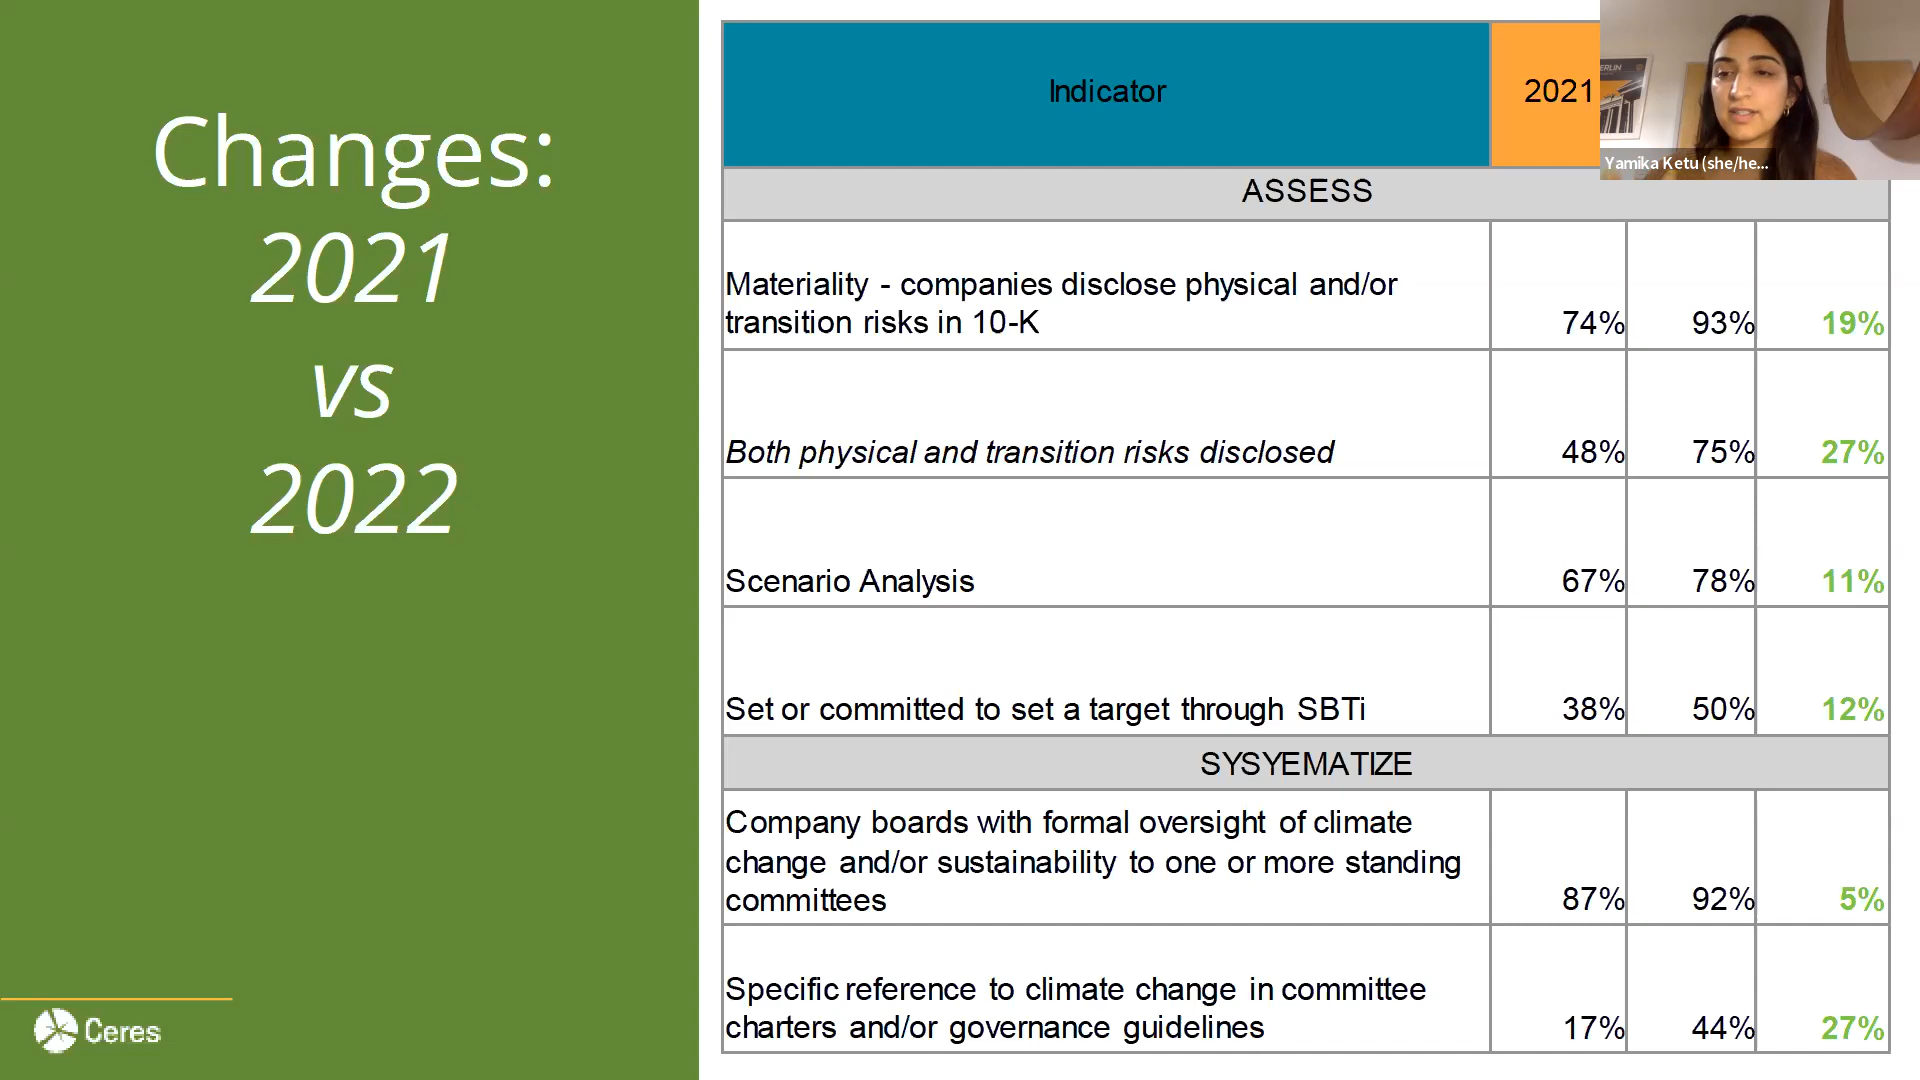 Changes:
2021
vs
2022
Ceres
Indicator
2021
ERLIN
Yamika Ketu (she/he...
ASSESS
Materiality - companies disclose physical and/or
transition risks in 10-K
74%
93%
19%
Both physical and transition risks disclosed
48%
75%
27%
Scenario Analysis
67%
78%
11%
Set or committed to set a target through SBTi
38%
50%
12%
SYSYEMATIZE
Company boards with formal oversight of climate
change and/or sustainability to one or more standing
committees
87%
92%
5%
Specific reference to climate change in committee
charters and/or governance guidelines
17%
44%
27%